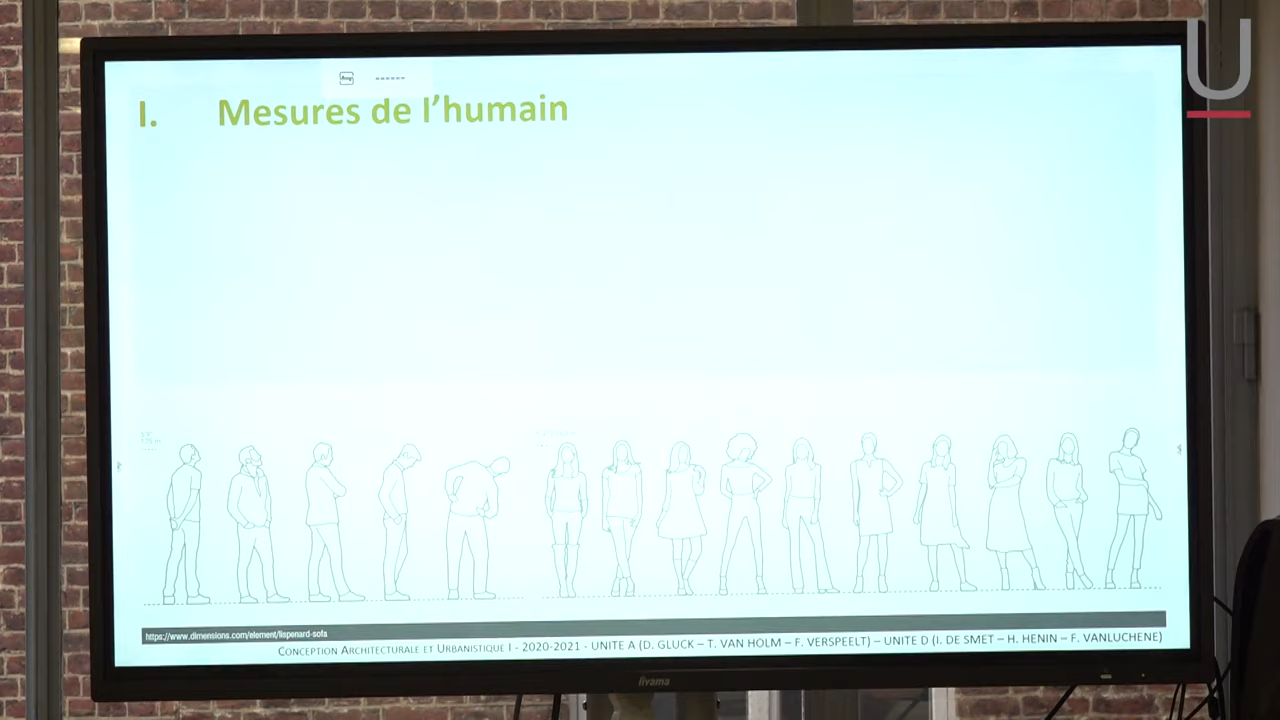 U
I. Mesures de l'humain
https://www.dimensions.com/element/lispenard-sofa
CONCEPTION ARCHITECTURALE ET URBANISTIQUE I - 2020-2021 - UNITE A (D. GLUCK – T. VAN HOLM – F. VERSPEELT) – UNITE D (I. DE SMET – H. HENIN – F. VANLUCHENE)
iiyama